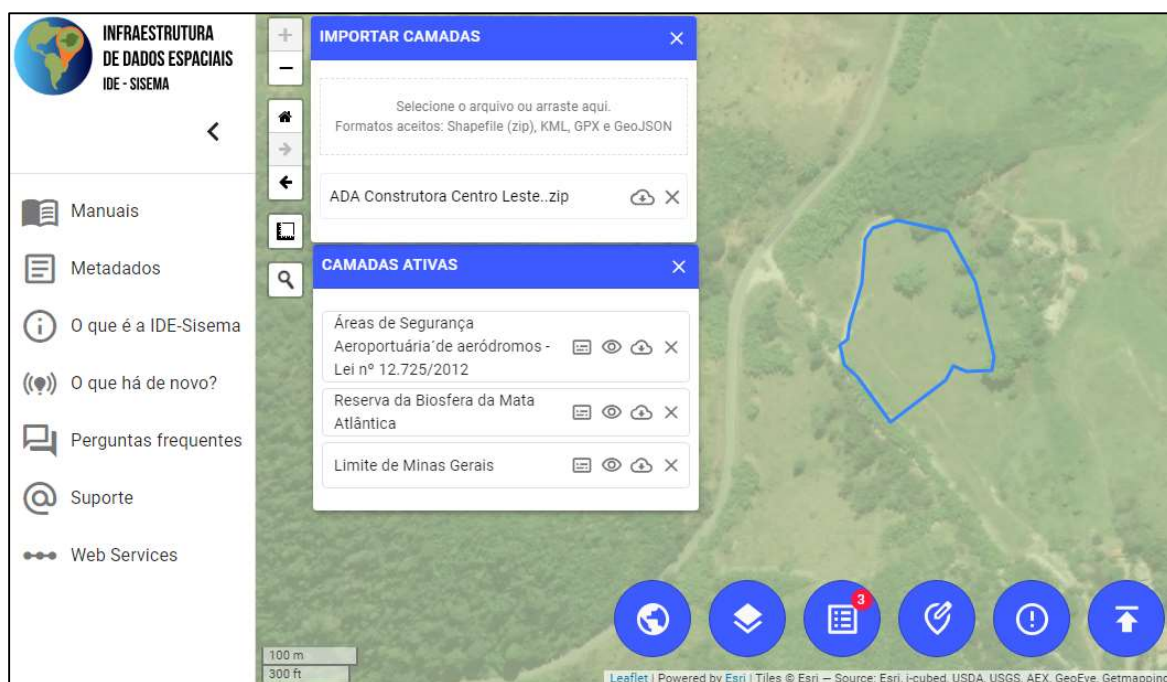 INFRAESTRUTURA
DE DADOS ESPACIAIS
IDE - SISEMA
Manuais
Metadados
O que é a IDE-Sisema
O que há de novo?
Perguntas frequentes
Suporte
Web Services
IMPORTAR CAMADAS
Selecione o arquivo ou arraste aqui.
Formatos aceitos: Shapefile (zip), KML, GPX e GeoJSON
ADA Construtora Centro Leste..zip
CAMADAS ATIVAS
Áreas de Segurança
Aeroportuária´de aeródromos -
Lei nº 12.725/2012
Reserva da Biosfera da Mata
Atlântica
Limite de Minas Gerais
3
100 m
300 ft
Leaflet | Powered by Esri | Tiles © Esri — Source: Esri, i-cubed, USDA, USGS, AEX, GeoEye, Getmapping